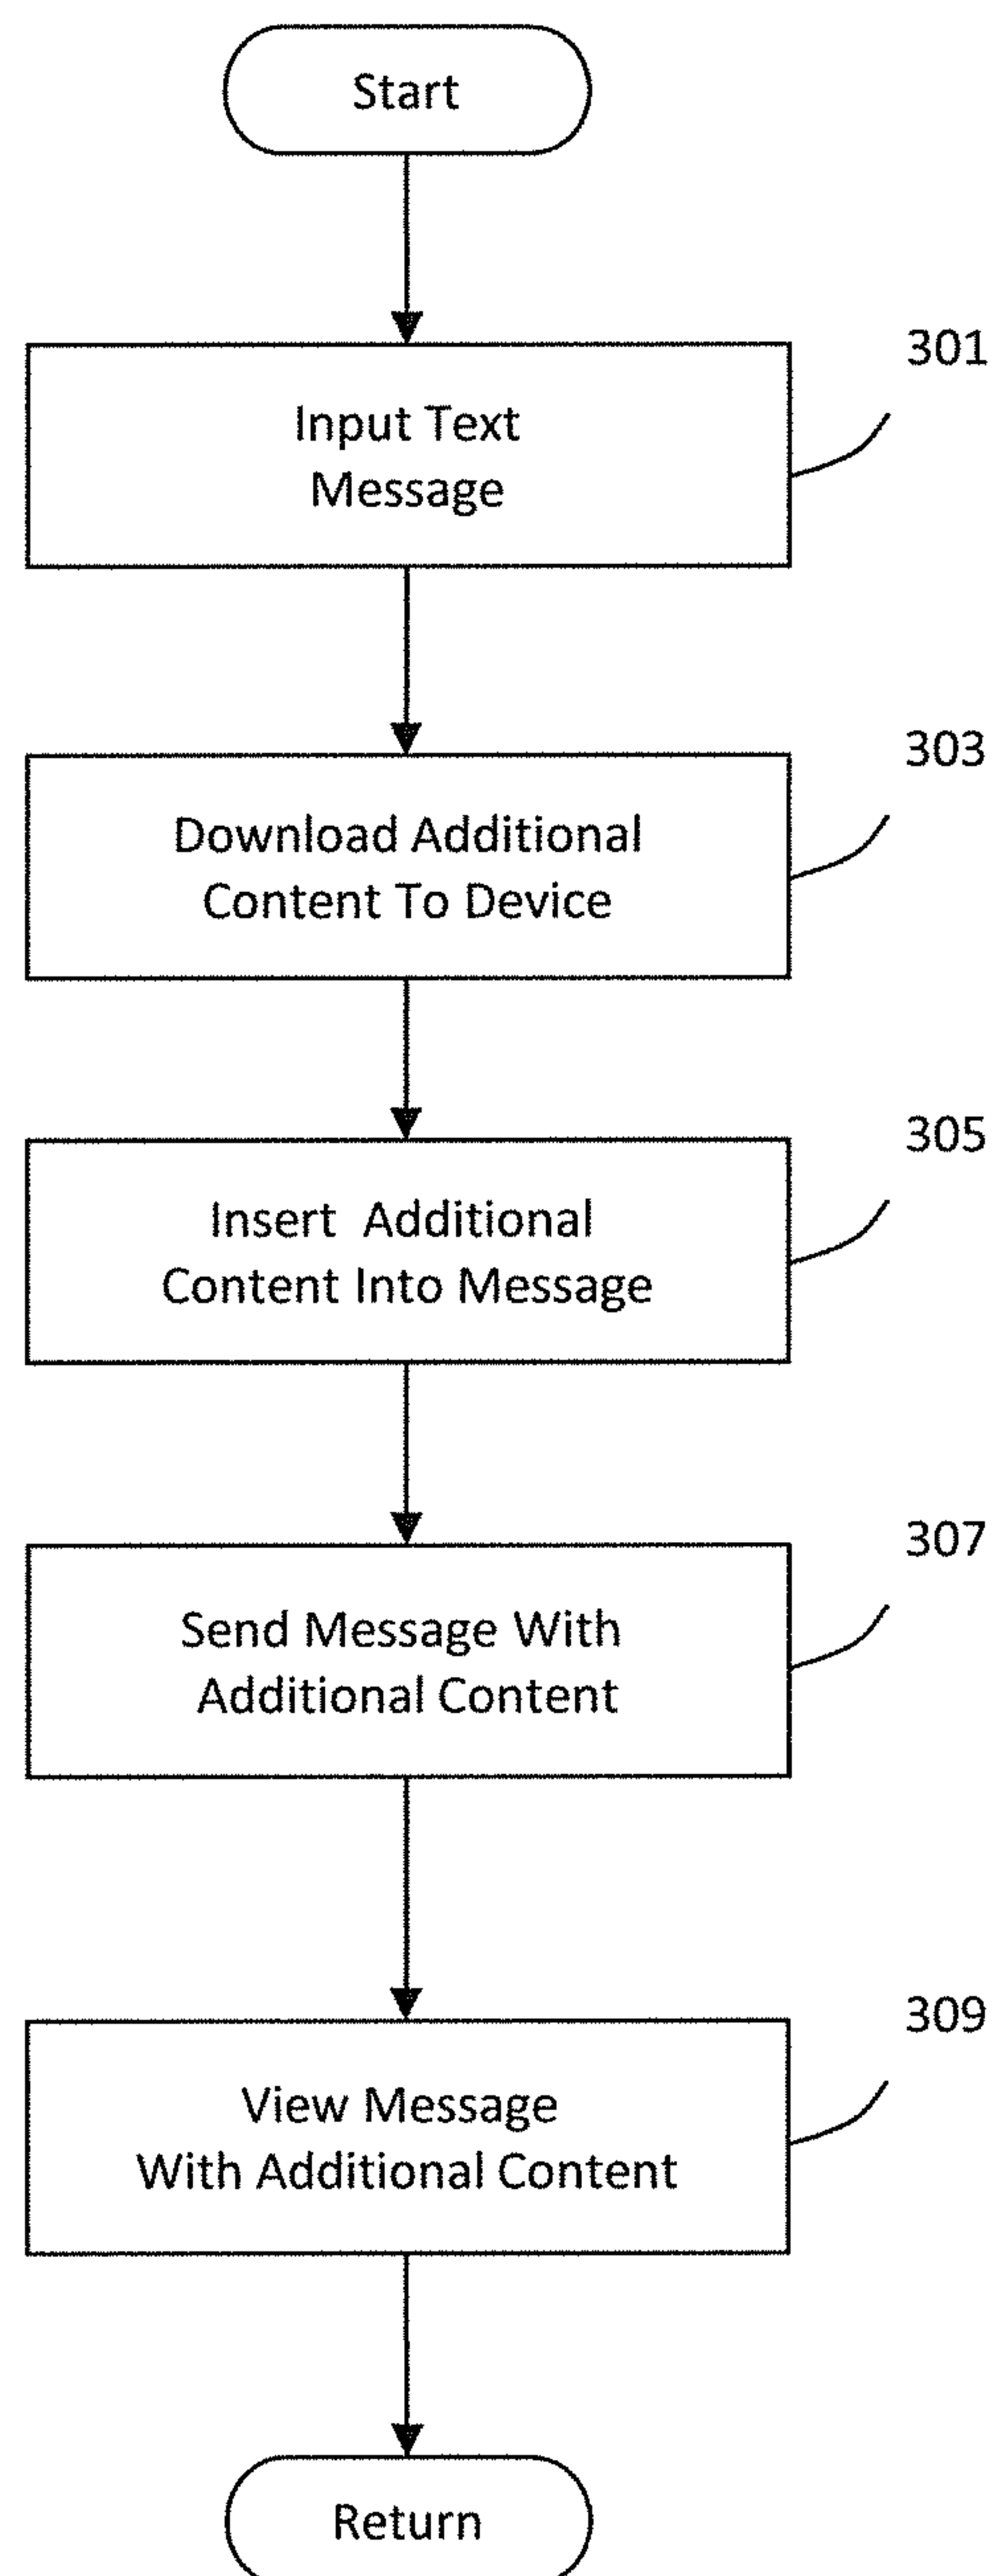 Start
301
Input Text
Message
303
Download Additional
Content To Device
305
Insert  Additional
Content Into Message
307
Send Message With
Additional Content
309
View Message
With Additional Content
Return